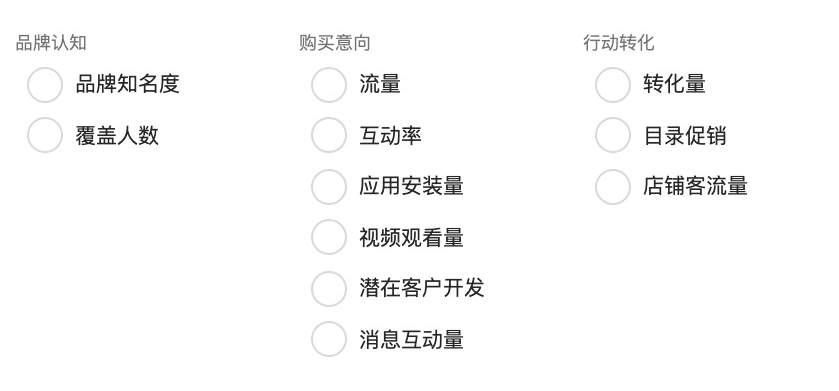 品牌认知
品牌知名度
覆盖人数
购买意向
流量
互动率
应用安装量
视频观看量
潜在客户开发
消息互动量
行动转化
转化量
目录促销
店铺客流量